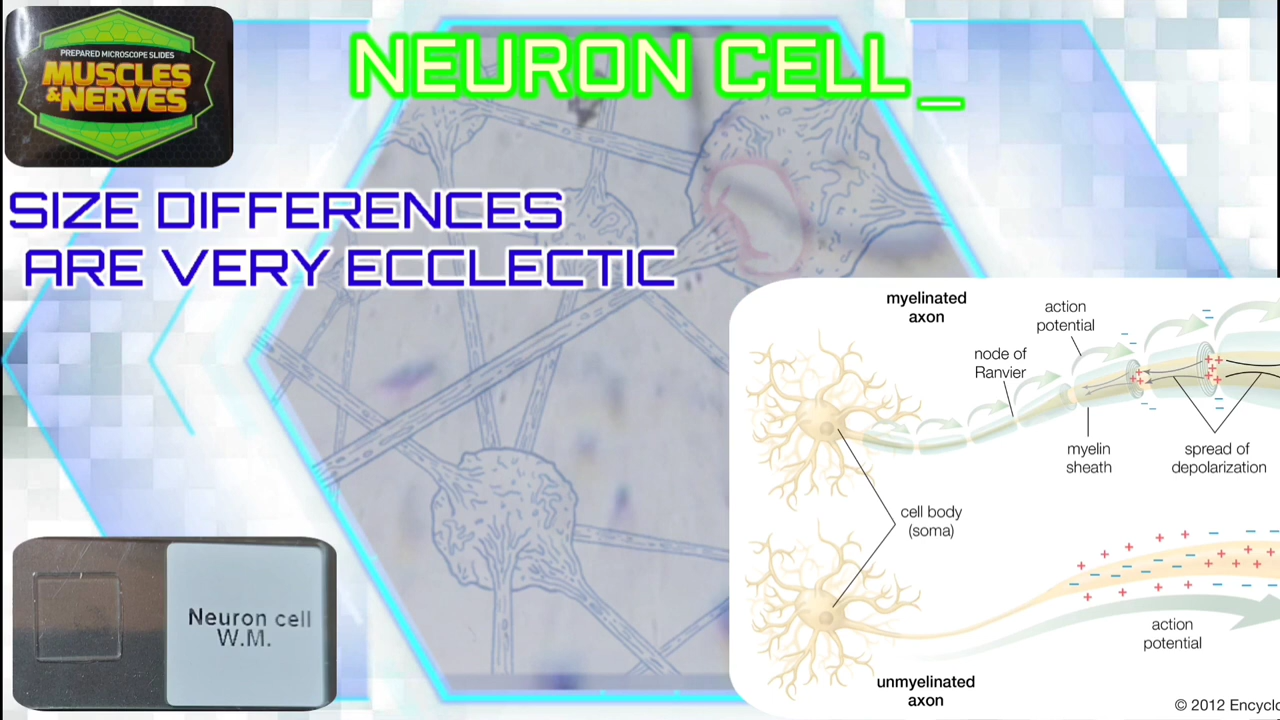 PREPARED MICROSCOPE SLIDES
MUSCLES
&NERVES
NEURON CELL_
SIZE DIFFERENCES
ARE VERY ECCLECTIC
myelinated
axon
action
potential
node of
Ranvier
myelin
sheath
spread of
depolarization
cell body
(soma)
action
potential
unmyelinated
axon
© 2012 Encyclo
Neuron cell
W.M.